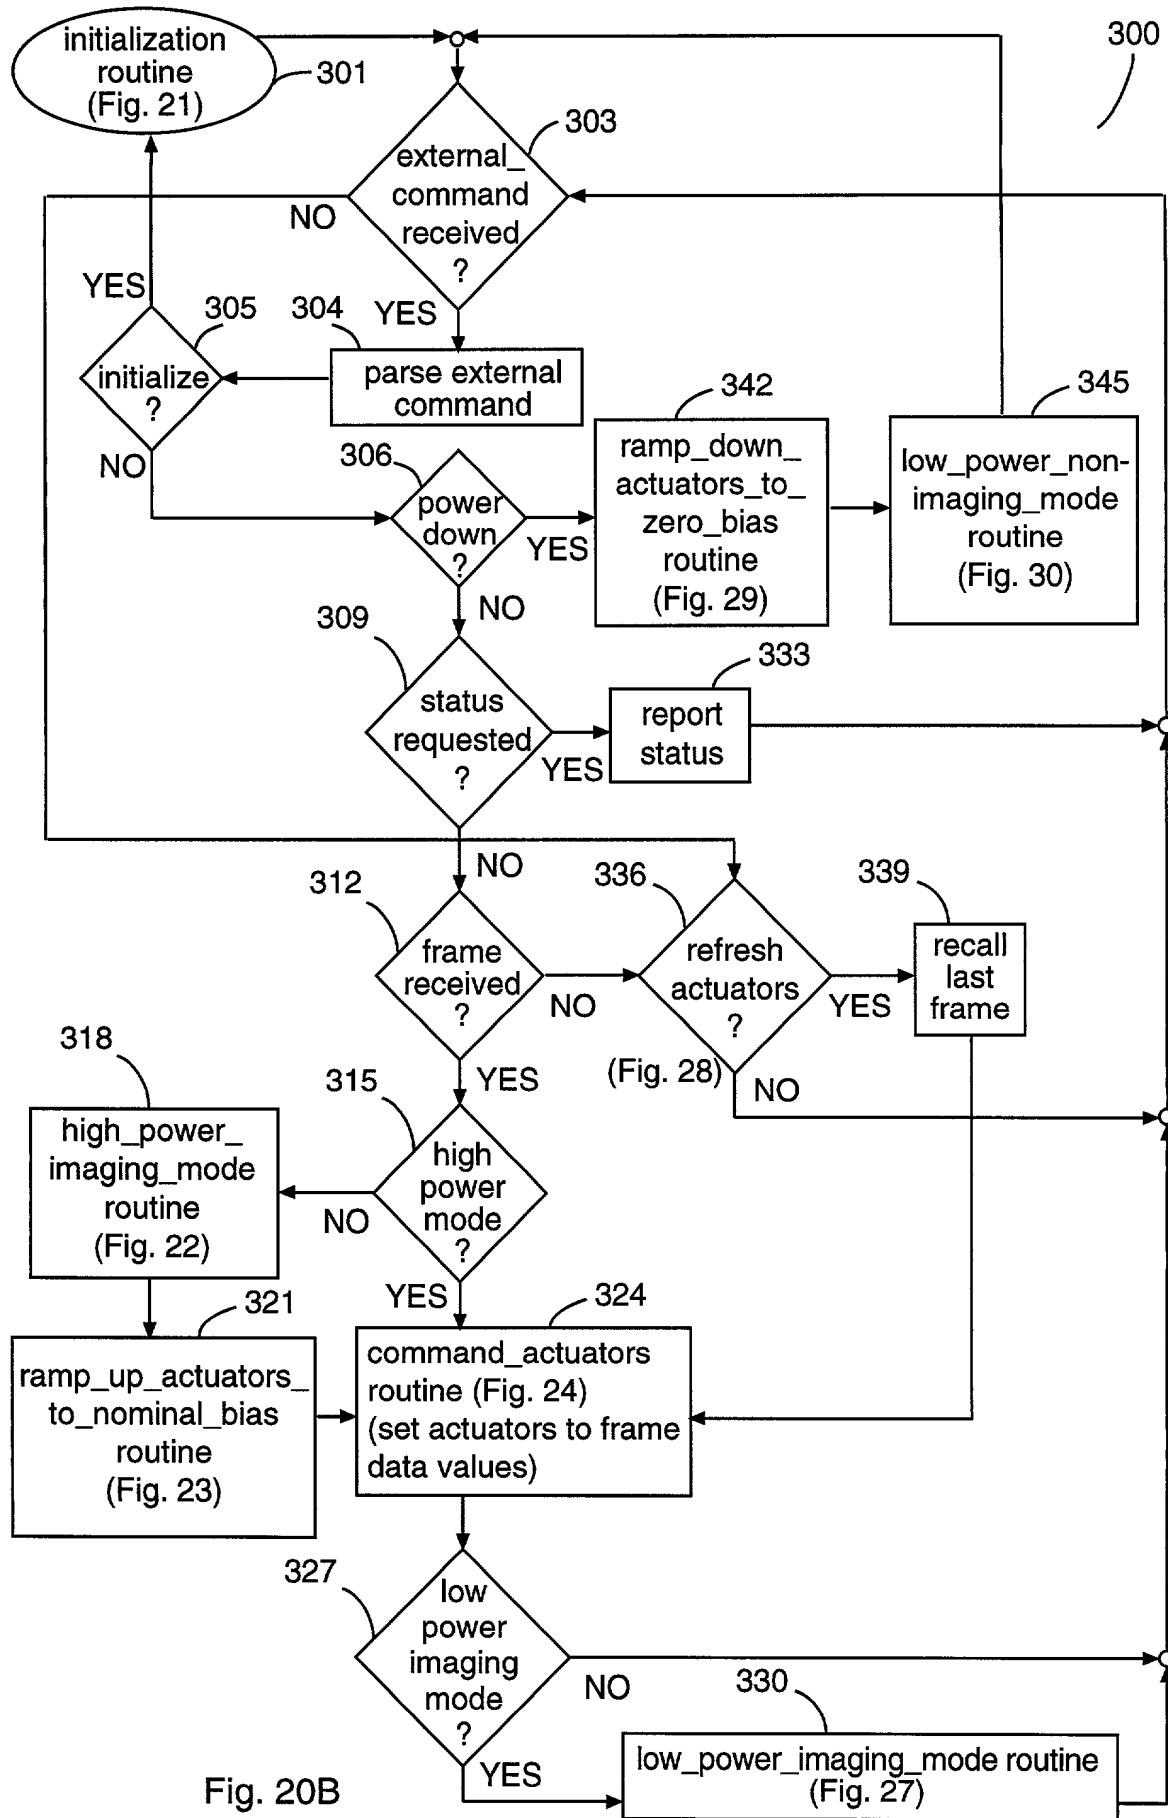 initialization
routine
(Fig. 21)
301
300
303
external_
command
received
?
NO
YES
YES
305
304
initialize
?
parse external
command
NO
306
power
down
?
YES
NO
342
ramp_down_
actuators_to_
zero_bias
routine
(Fig. 29)
345
low_power_non-
imaging_mode
routine
(Fig. 30)
309
status
requested
?
YES
NO
333
report
status
312
frame
received
?
NO
YES
336
refresh
actuators
?
(Fig. 28)
YES
NO
339
recall
last
frame
315
high
power
mode
?
NO
YES
318
high_power_
imaging_mode
routine
(Fig. 22)
321
ramp_up_actuators_
to_nominal_bias
routine
(Fig. 23)
324
command_actuators
routine (Fig. 24)
(set actuators to frame
data values)
327
low
power
imaging
mode
?
NO
YES
330
low_power_imaging_mode routine
(Fig. 27)
Fig. 20B